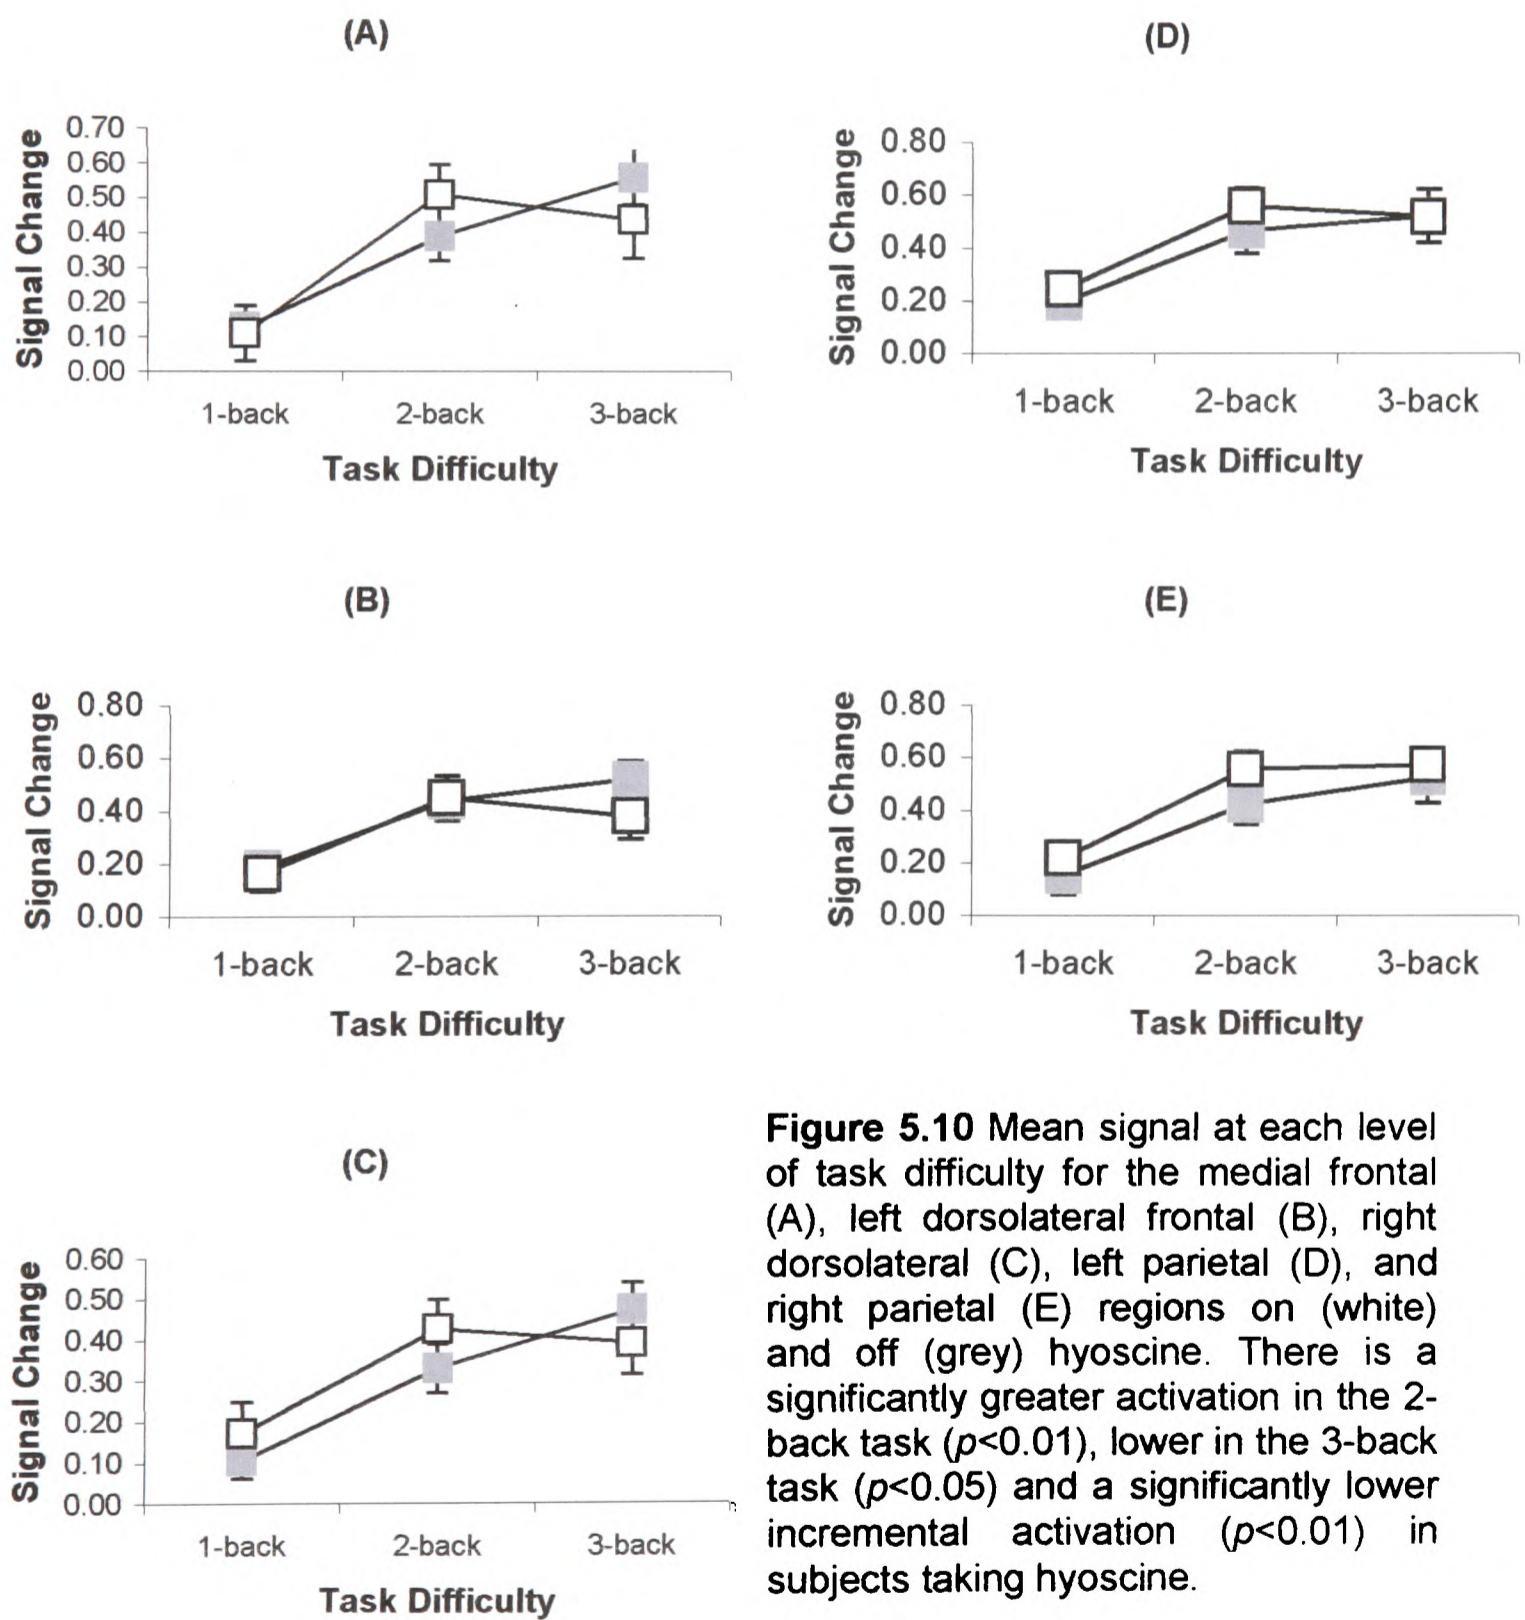 (A)
Signal Change
0.70
0.60
0.50
0.40
0.30
0.20
0.10
0.00
1-back 2-back 3-back
Task Difficulty
(D)
Signal Change
0.80
0.60
0.40
0.20
0.00
1-back 2-back 3-back
Task Difficulty
(B)
Signal Change
0.80
0.60
0.40
0.20
0.00
1-back 2-back 3-back
Task Difficulty
(E)
Signal Change
0.80
0.60
0.40
0.20
0.00
1-back 2-back 3-back
Task Difficulty
(C)
Signal Change
0.60
0.50
0.40
0.30
0.20
0.10
0.00
1-back 2-back 3-back
Task Difficulty
Figure 5.10 Mean signal at each level
of task difficulty for the medial frontal
(A), left dorsolateral frontal (B), right
dorsolateral (C), left parietal (D), and
right parietal (E) regions on (white)
and off (grey) hyoscine. There is a
significantly greater activation in the 2-
back task (p<0.01), lower in the 3-back
task (p<0.05) and a significantly lower
incremental activation (p<0.01) in
subjects taking hyoscine.